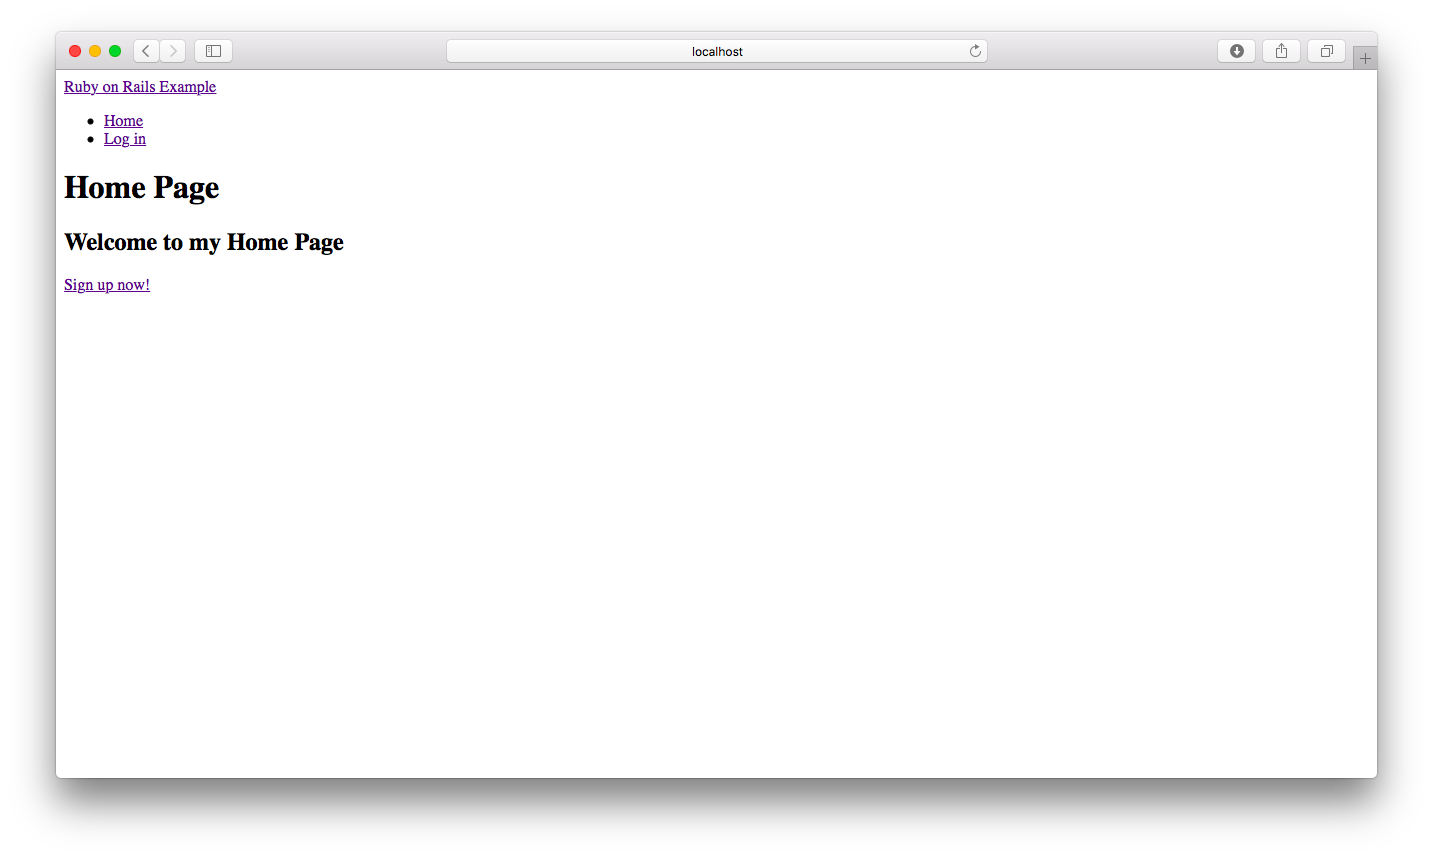 localhost
Ruby on Rails Example
Home
Log in
Home Page
Welcome to my Home Page
Sign up now!